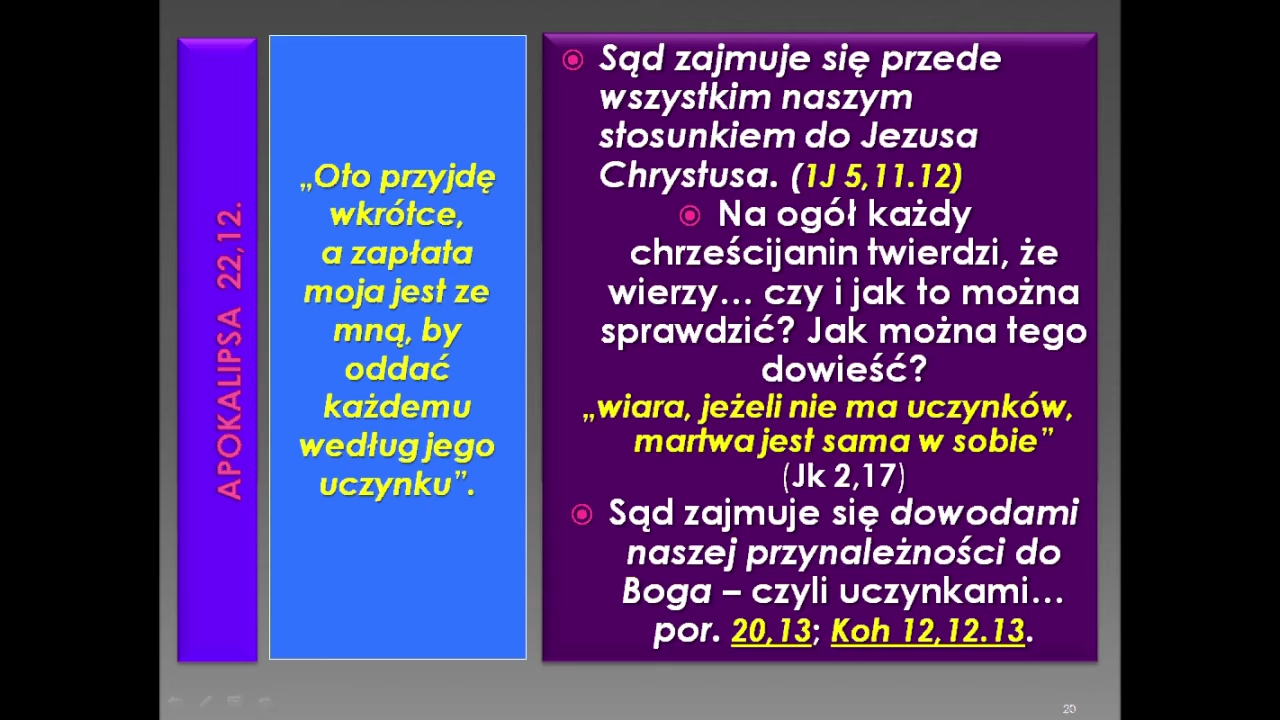 APOKALIPSA 22,12.
„Oto przyjdę
wkrótce,
a zapłata
moja jest ze
mną, by
oddać
każdemu
według jego
uczynku”.
Sąd zajmuje się przede
wszystkim naszym
stosunkiem do Jezusa
Chrystusa. (1J 5,11.12)
Na ogół każdy
chrześcijanin twierdzi, że
wierzy… czy i jak to można
sprawdzić? Jak można tego
dowieść?
„wiara, jeżeli nie ma uczynków,
martwa jest sama w sobie”
(Jk 2,17)
Sąd zajmuje się dowodami
naszej przynależności do
Boga – czyli uczynkami…
por. 20,13; Koh 12,12.13.
20